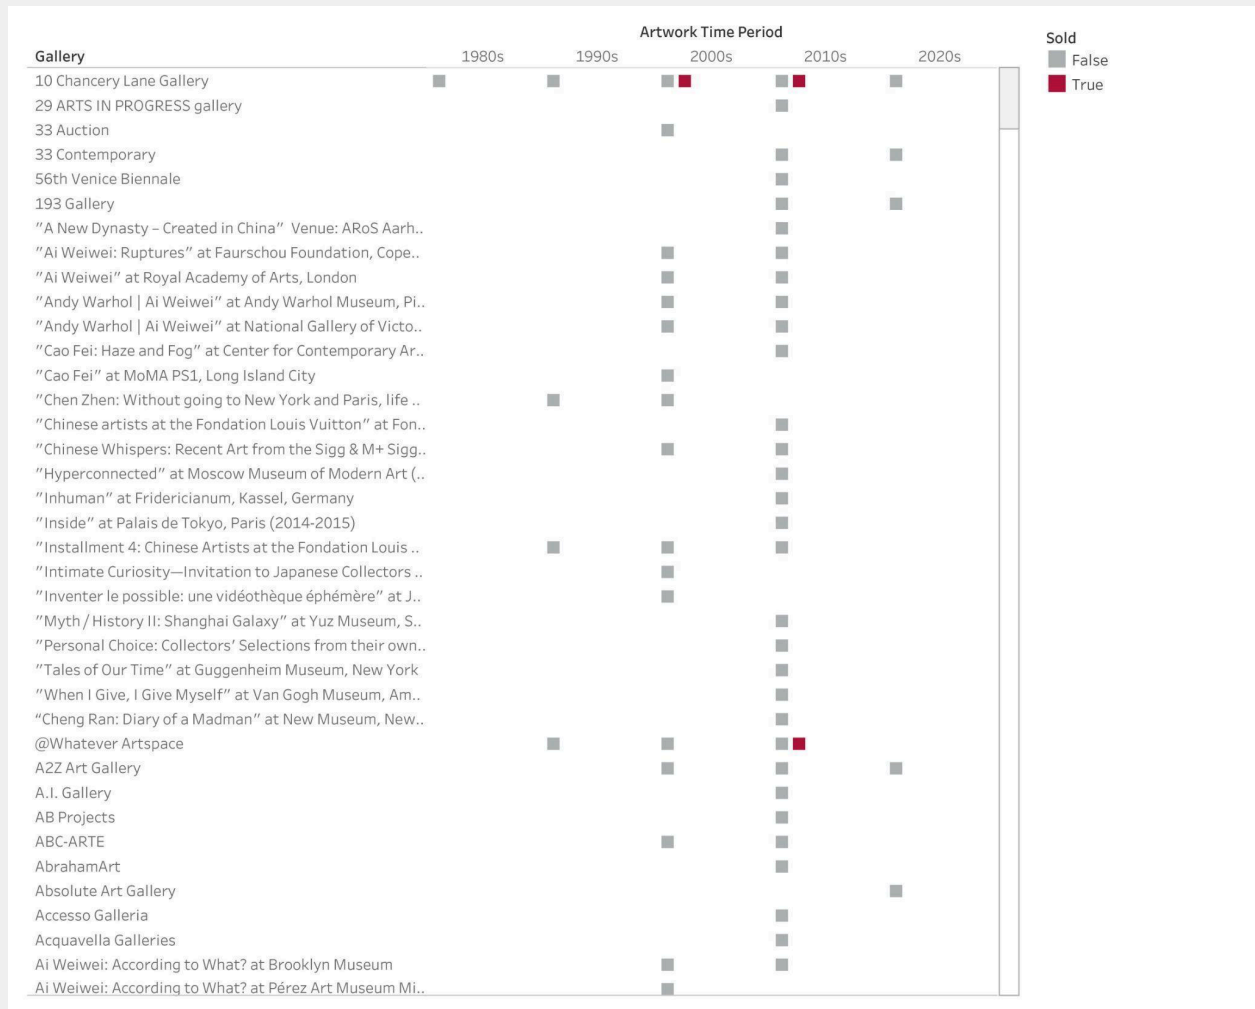 Artwork Time Period
Gallery 1980s 1990s 2000s 2010s 2020s
Sold
False
True
10 Chancery Lane Gallery
29 ARTS IN PROGRESS gallery
33 Auction
33 Contemporary
56th Venice Biennale
193 Gallery
"A New Dynasty – Created in China"  Venue: ARoS Aarh..
"Ai Weiwei: Ruptures" at Faurschou Foundation, Cope..
"Ai Weiwei" at Royal Academy of Arts, London
"Andy Warhol | Ai Weiwei" at Andy Warhol Museum, Pi..
"Andy Warhol | Ai Weiwei" at National Gallery of Victo..
"Cao Fei: Haze and Fog" at Center for Contemporary Ar..
"Cao Fei" at MoMA PS1, Long Island City
"Chen Zhen: Without going to New York and Paris, life ..
"Chinese artists at the Fondation Louis Vuitton" at Fon..
"Chinese Whispers: Recent Art from the Sigg & M+ Sigg..
"Hyperconnected" at Moscow Museum of Modern Art (..
"Inhuman" at Fridericianum, Kassel, Germany
"Inside" at Palais de Tokyo, Paris (2014-2015)
"Installment 4: Chinese Artists at the Fondation Louis ..
"Intimate Curiosity—Invitation to Japanese Collectors ..
"Inventer le possible: une vidéothèque éphémère" at J..
"Myth / History II: Shanghai Galaxy" at Yuz Museum, S..
"Personal Choice: Collectors' Selections from their own..
"Tales of Our Time" at Guggenheim Museum, New York
"When I Give, I Give Myself" at Van Gogh Museum, Am..
“Cheng Ran: Diary of a Madman” at New Museum, New..
@Whatever Artspace
A2Z Art Gallery
A.I. Gallery
AB Projects
ABC-ARTE
AbrahamArt
Absolute Art Gallery
Accesso Galleria
Acquavella Galleries
Ai Weiwei: According to What? at Brooklyn Museum
Ai Weiwei: According to What? at Pérez Art Museum Mi..